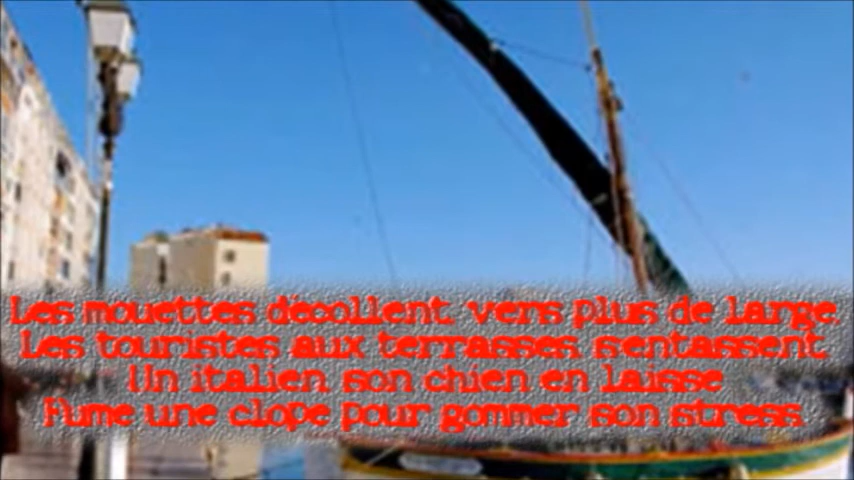 Les mouettes décollent vers plus de large
Les touristes aux terrasses s'entassent
Un italien son chien en laisse
Fume une clope pour gommer son stress